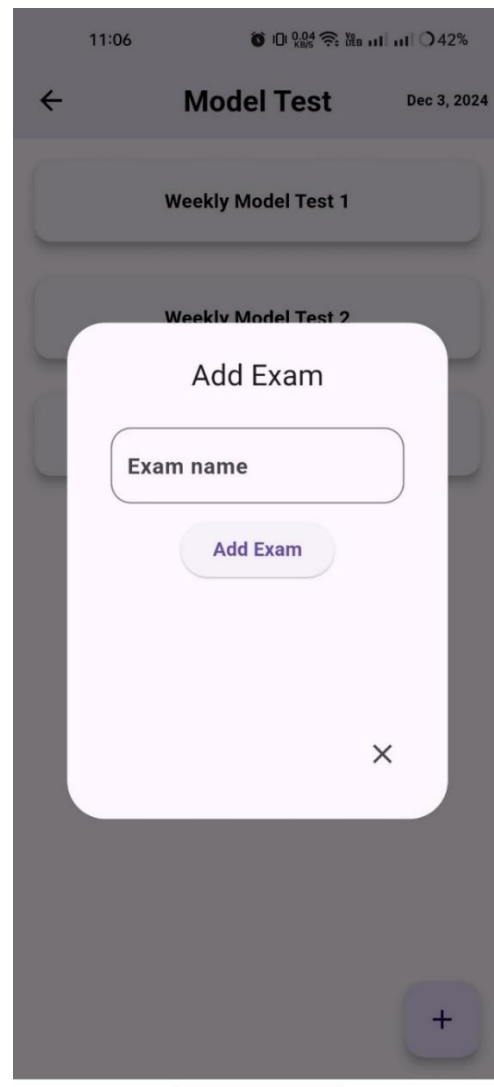 11:06 0.04 KB/S 42%
Model Test Dec 3, 2024
Weekly Model Test 1
Weekly Model Test 2
Add Exam
Exam name
Add Exam